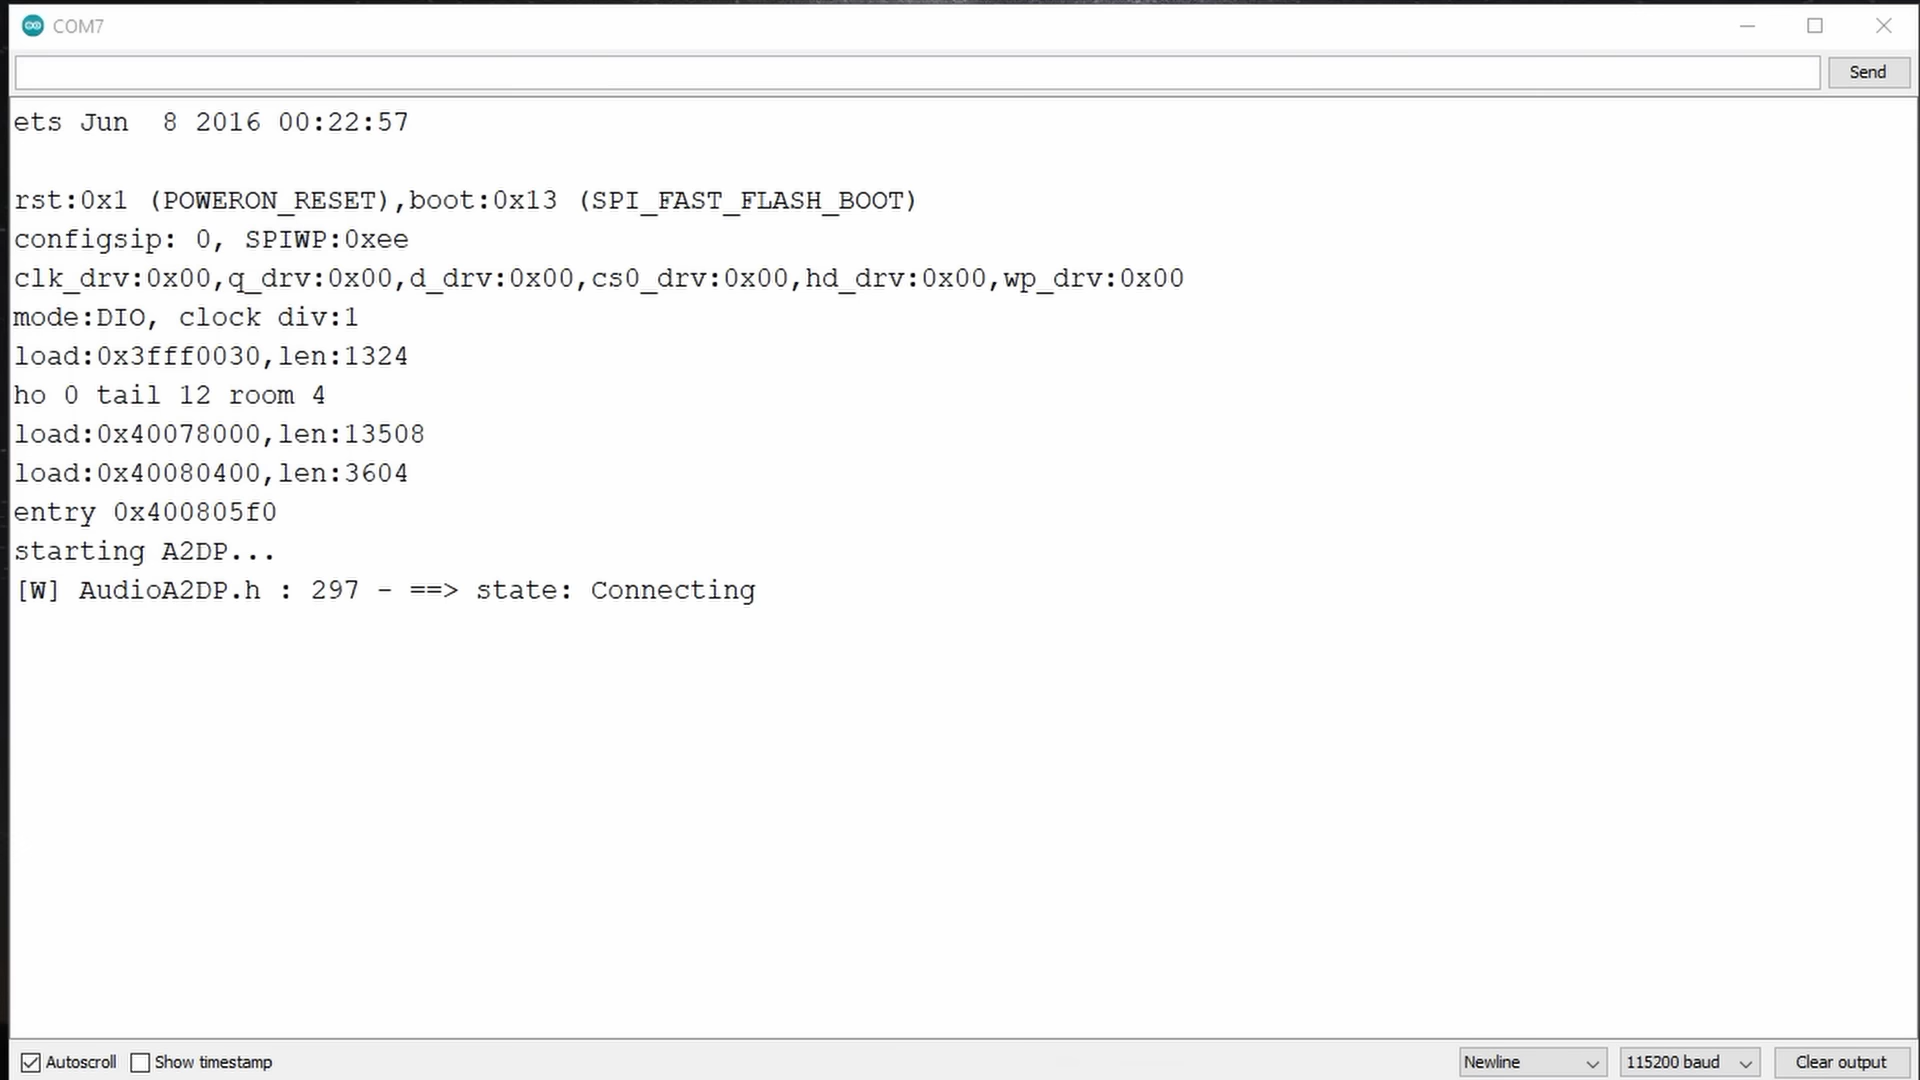 COM7
Send
ets Jun  8 2016 00:22:57
rst:0x1 (POWERON_RESET),boot:0x13 (SPI_FAST_FLASH_BOOT)
configsip: 0, SPIWP:0xee
clk_drv:0x00,q_drv:0x00,d_drv:0x00,cs0_drv:0x00,hd_drv:0x00,wp_drv:0x00
mode:DIO, clock div:1
load:0x3fff0030,len:1324
ho 0 tail 12 room 4
load:0x40078000,len:13508
load:0x40080400,len:3604
entry 0x400805f0
starting A2DP...
[W] AudioA2DP.h : 297 - ==> state: Connecting
Autoscroll Show timestamp Newline 115200 baud Clear output